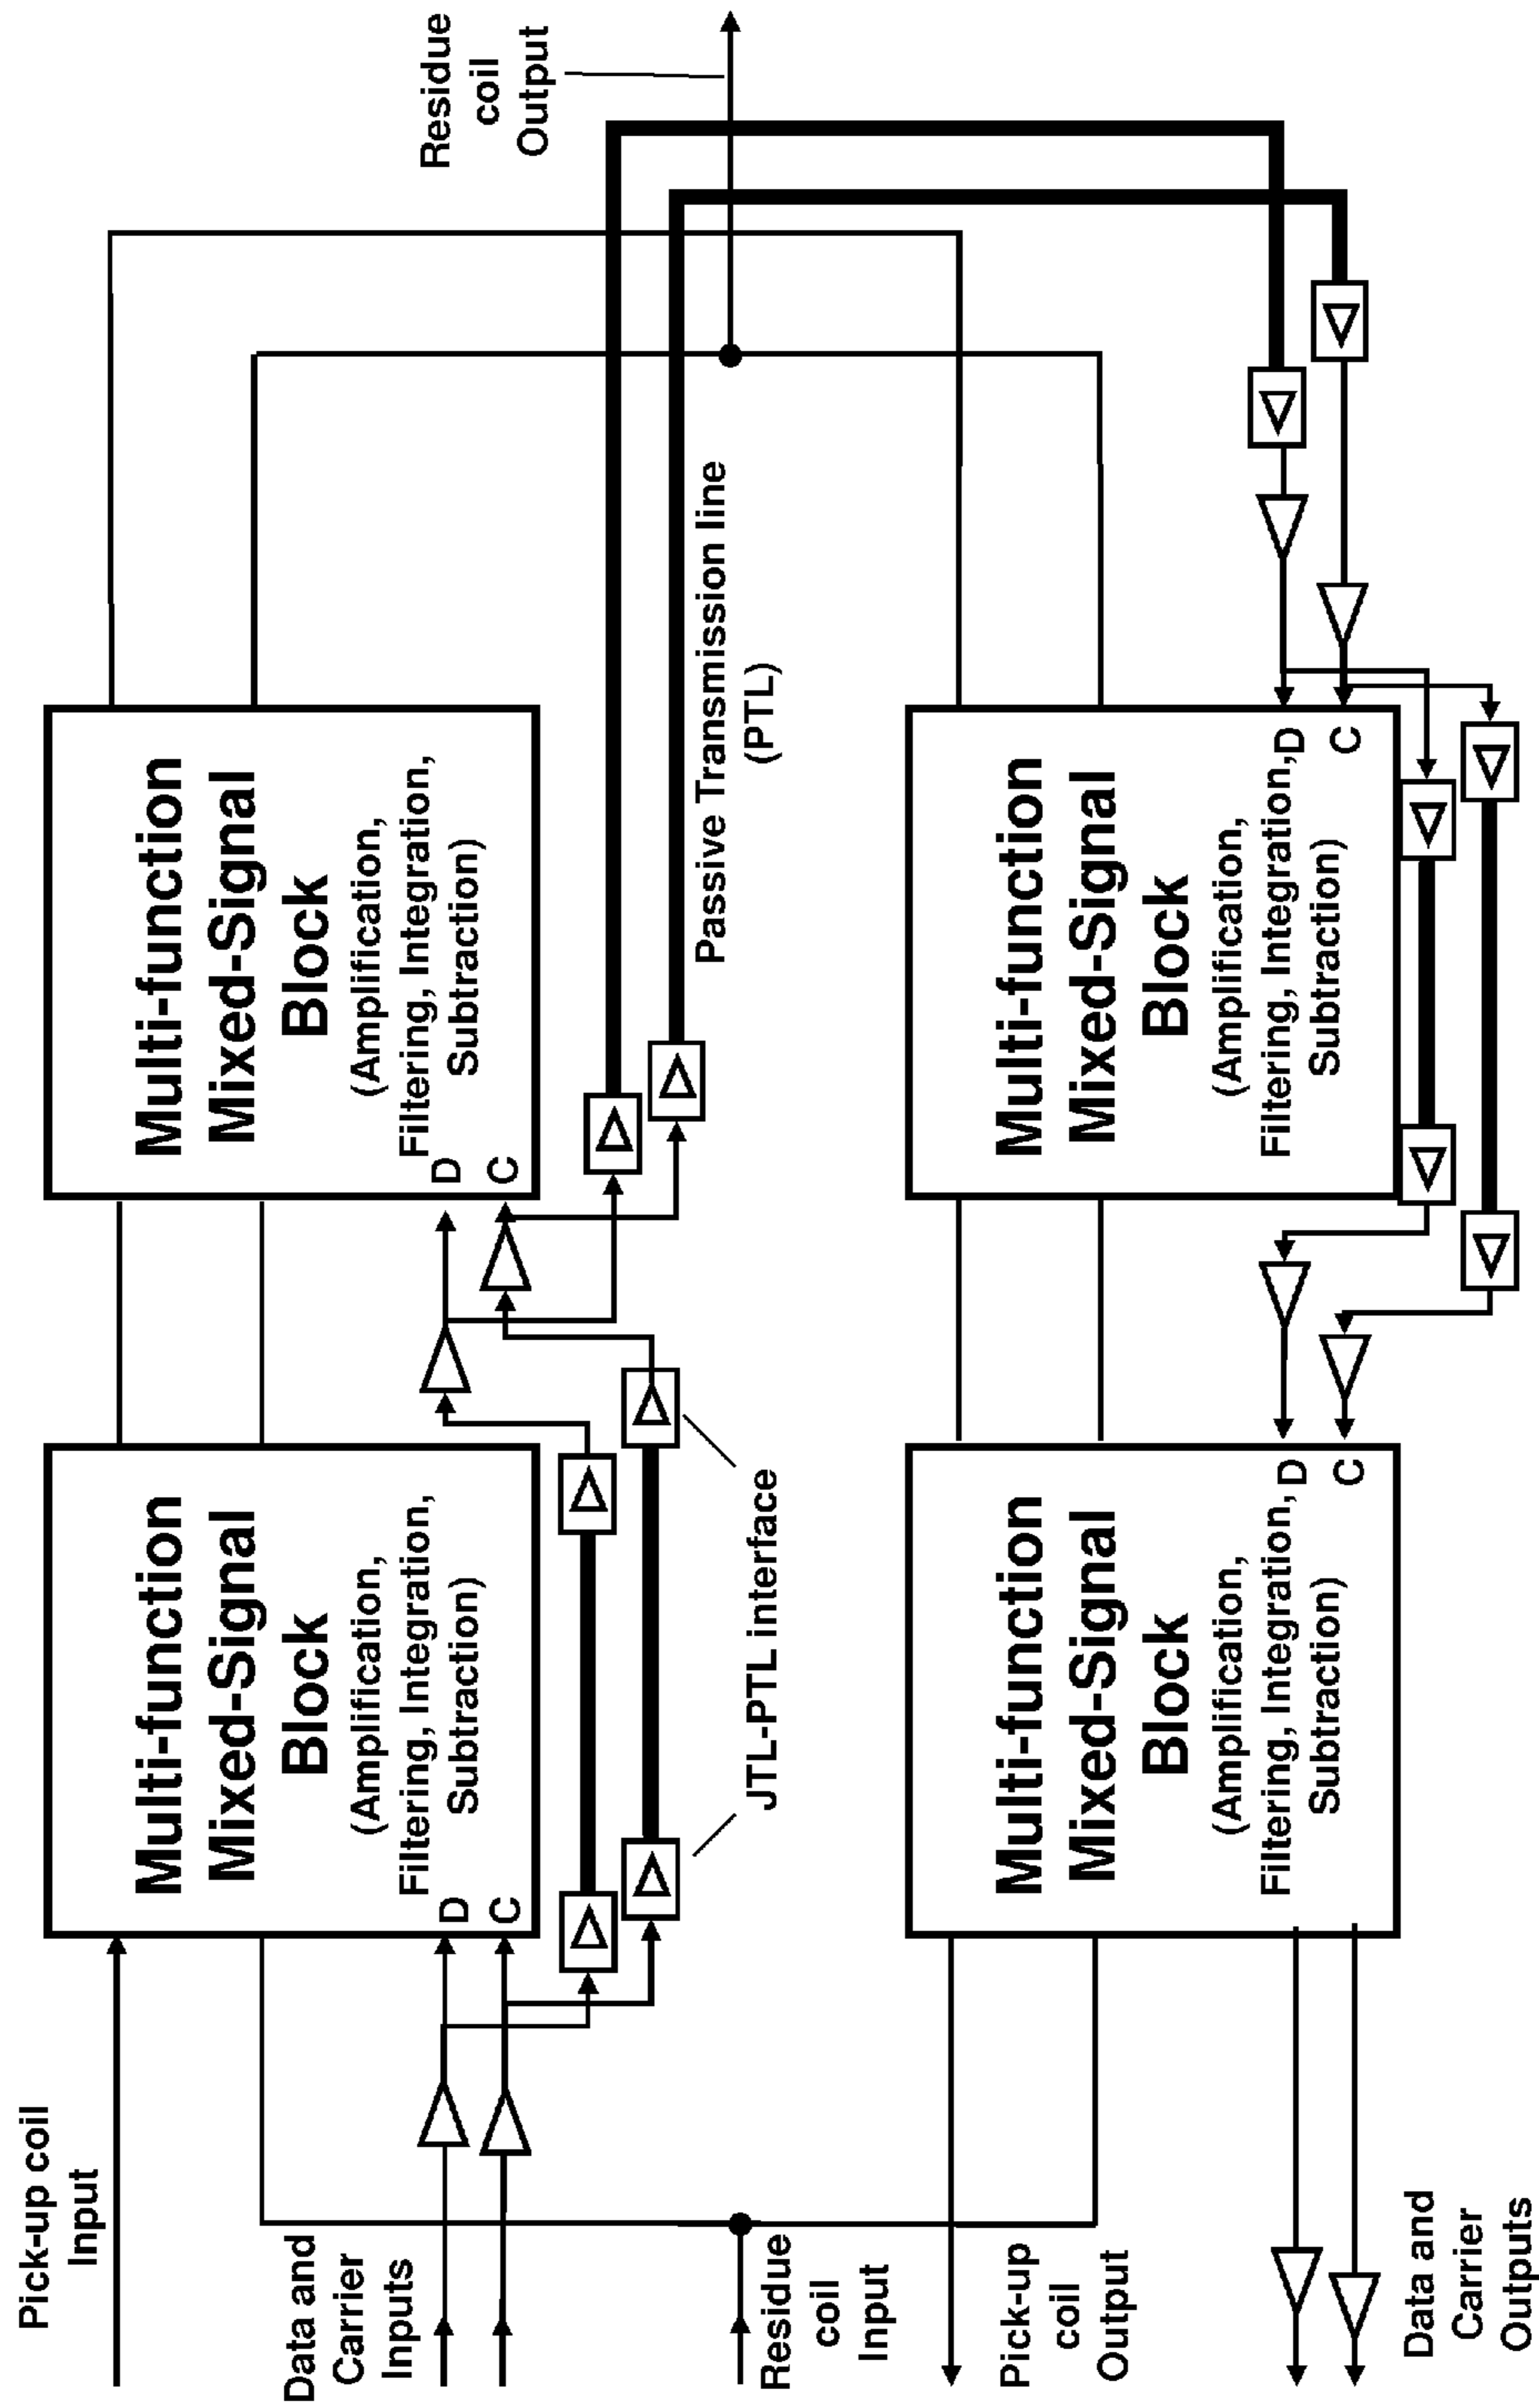 Pick-up coil
Input
Multi-function
Mixed-Signal
Block
(Amplification,
Filtering, Integration,
Subtraction)
D
C
Multi-function
Mixed-Signal
Block
(Amplification,
Filtering, Integration,
Subtraction)
D
C
Data and
Carrier
Inputs
Residue
coil
Output
JTL-PTL interface
Passive Transmission line
(PTL)
Residue
coil
Input
Pick-up
coil
Output
Multi-function
Mixed-Signal
Block
(Amplification,
Filtering, Integration,
Subtraction)
D
C
Multi-function
Mixed-Signal
Block
(Amplification,
Filtering, Integration,
Subtraction)
D
C
Data and
Carrier
Outputs